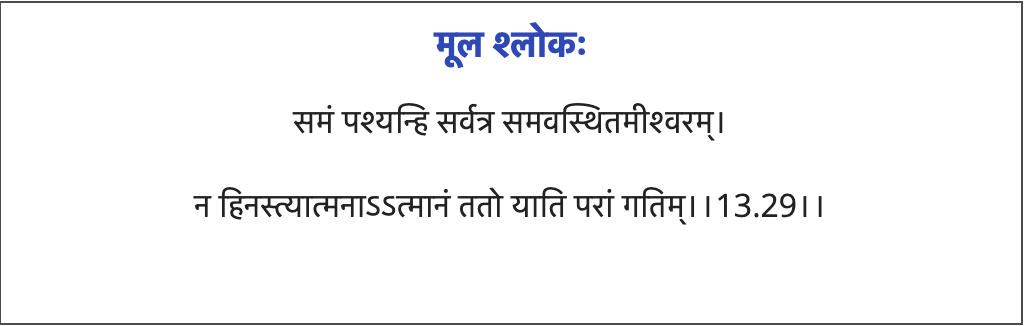 मूल श्लोकः
समं पश्यन्हि सर्वत्र समवस्थितमीश्वरम्।
न हिनस्त्यात्मनाऽऽत्मानं ततो याति परां गतिम्।।13.29।।